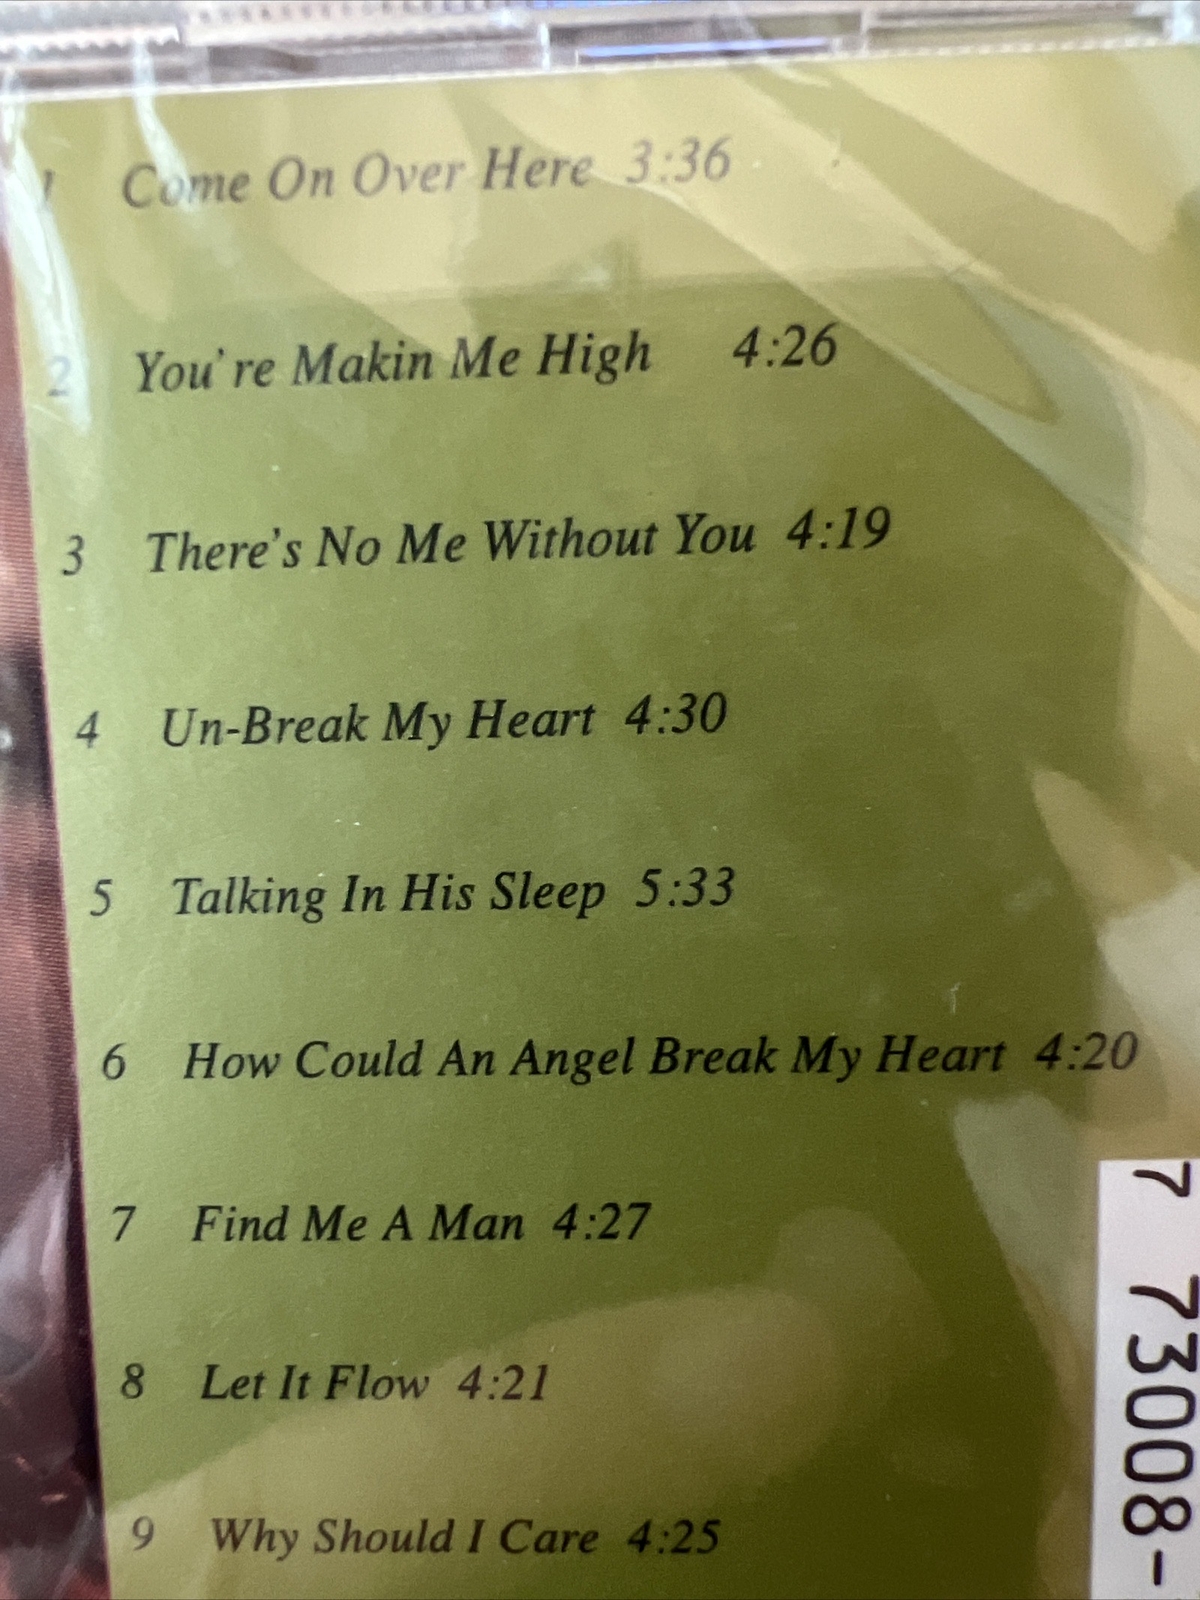 1 Come On Over Here 3:36
2 You're Makin Me High 4:26
3 There's No Me Without You 4:19
4 Un-Break My Heart 4:30
5 Talking In His Sleep 5:33
6 How Could An Angel Break My Heart 4:20
7 Find Me A Man 4:27
8 Let It Flow 4:21
9 Why Should I Care 4:25
7 73008-